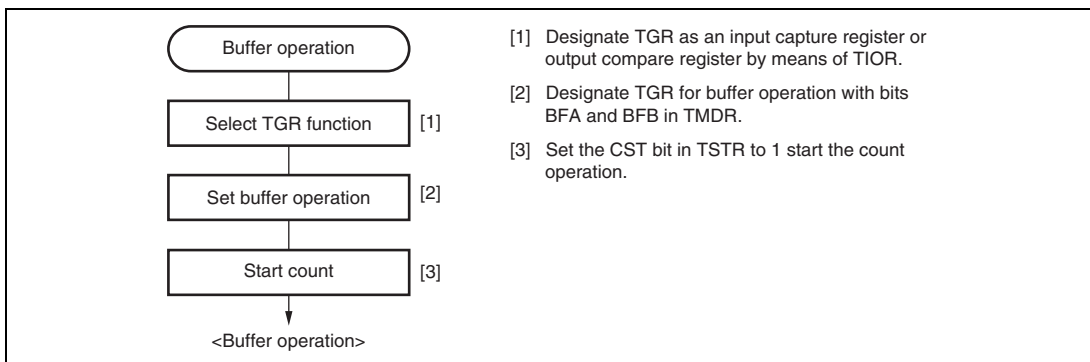 Buffer operation
Select TGR function
[1]
Set buffer operation
[2]
Start count
[3]
<Buffer operation>
[1] Designate TGR as an input capture register or
output compare register by means of TIOR.
[2] Designate TGR for buffer operation with bits
BFA and BFB in TMDR.
[3] Set the CST bit in TSTR to 1 start the count
operation.